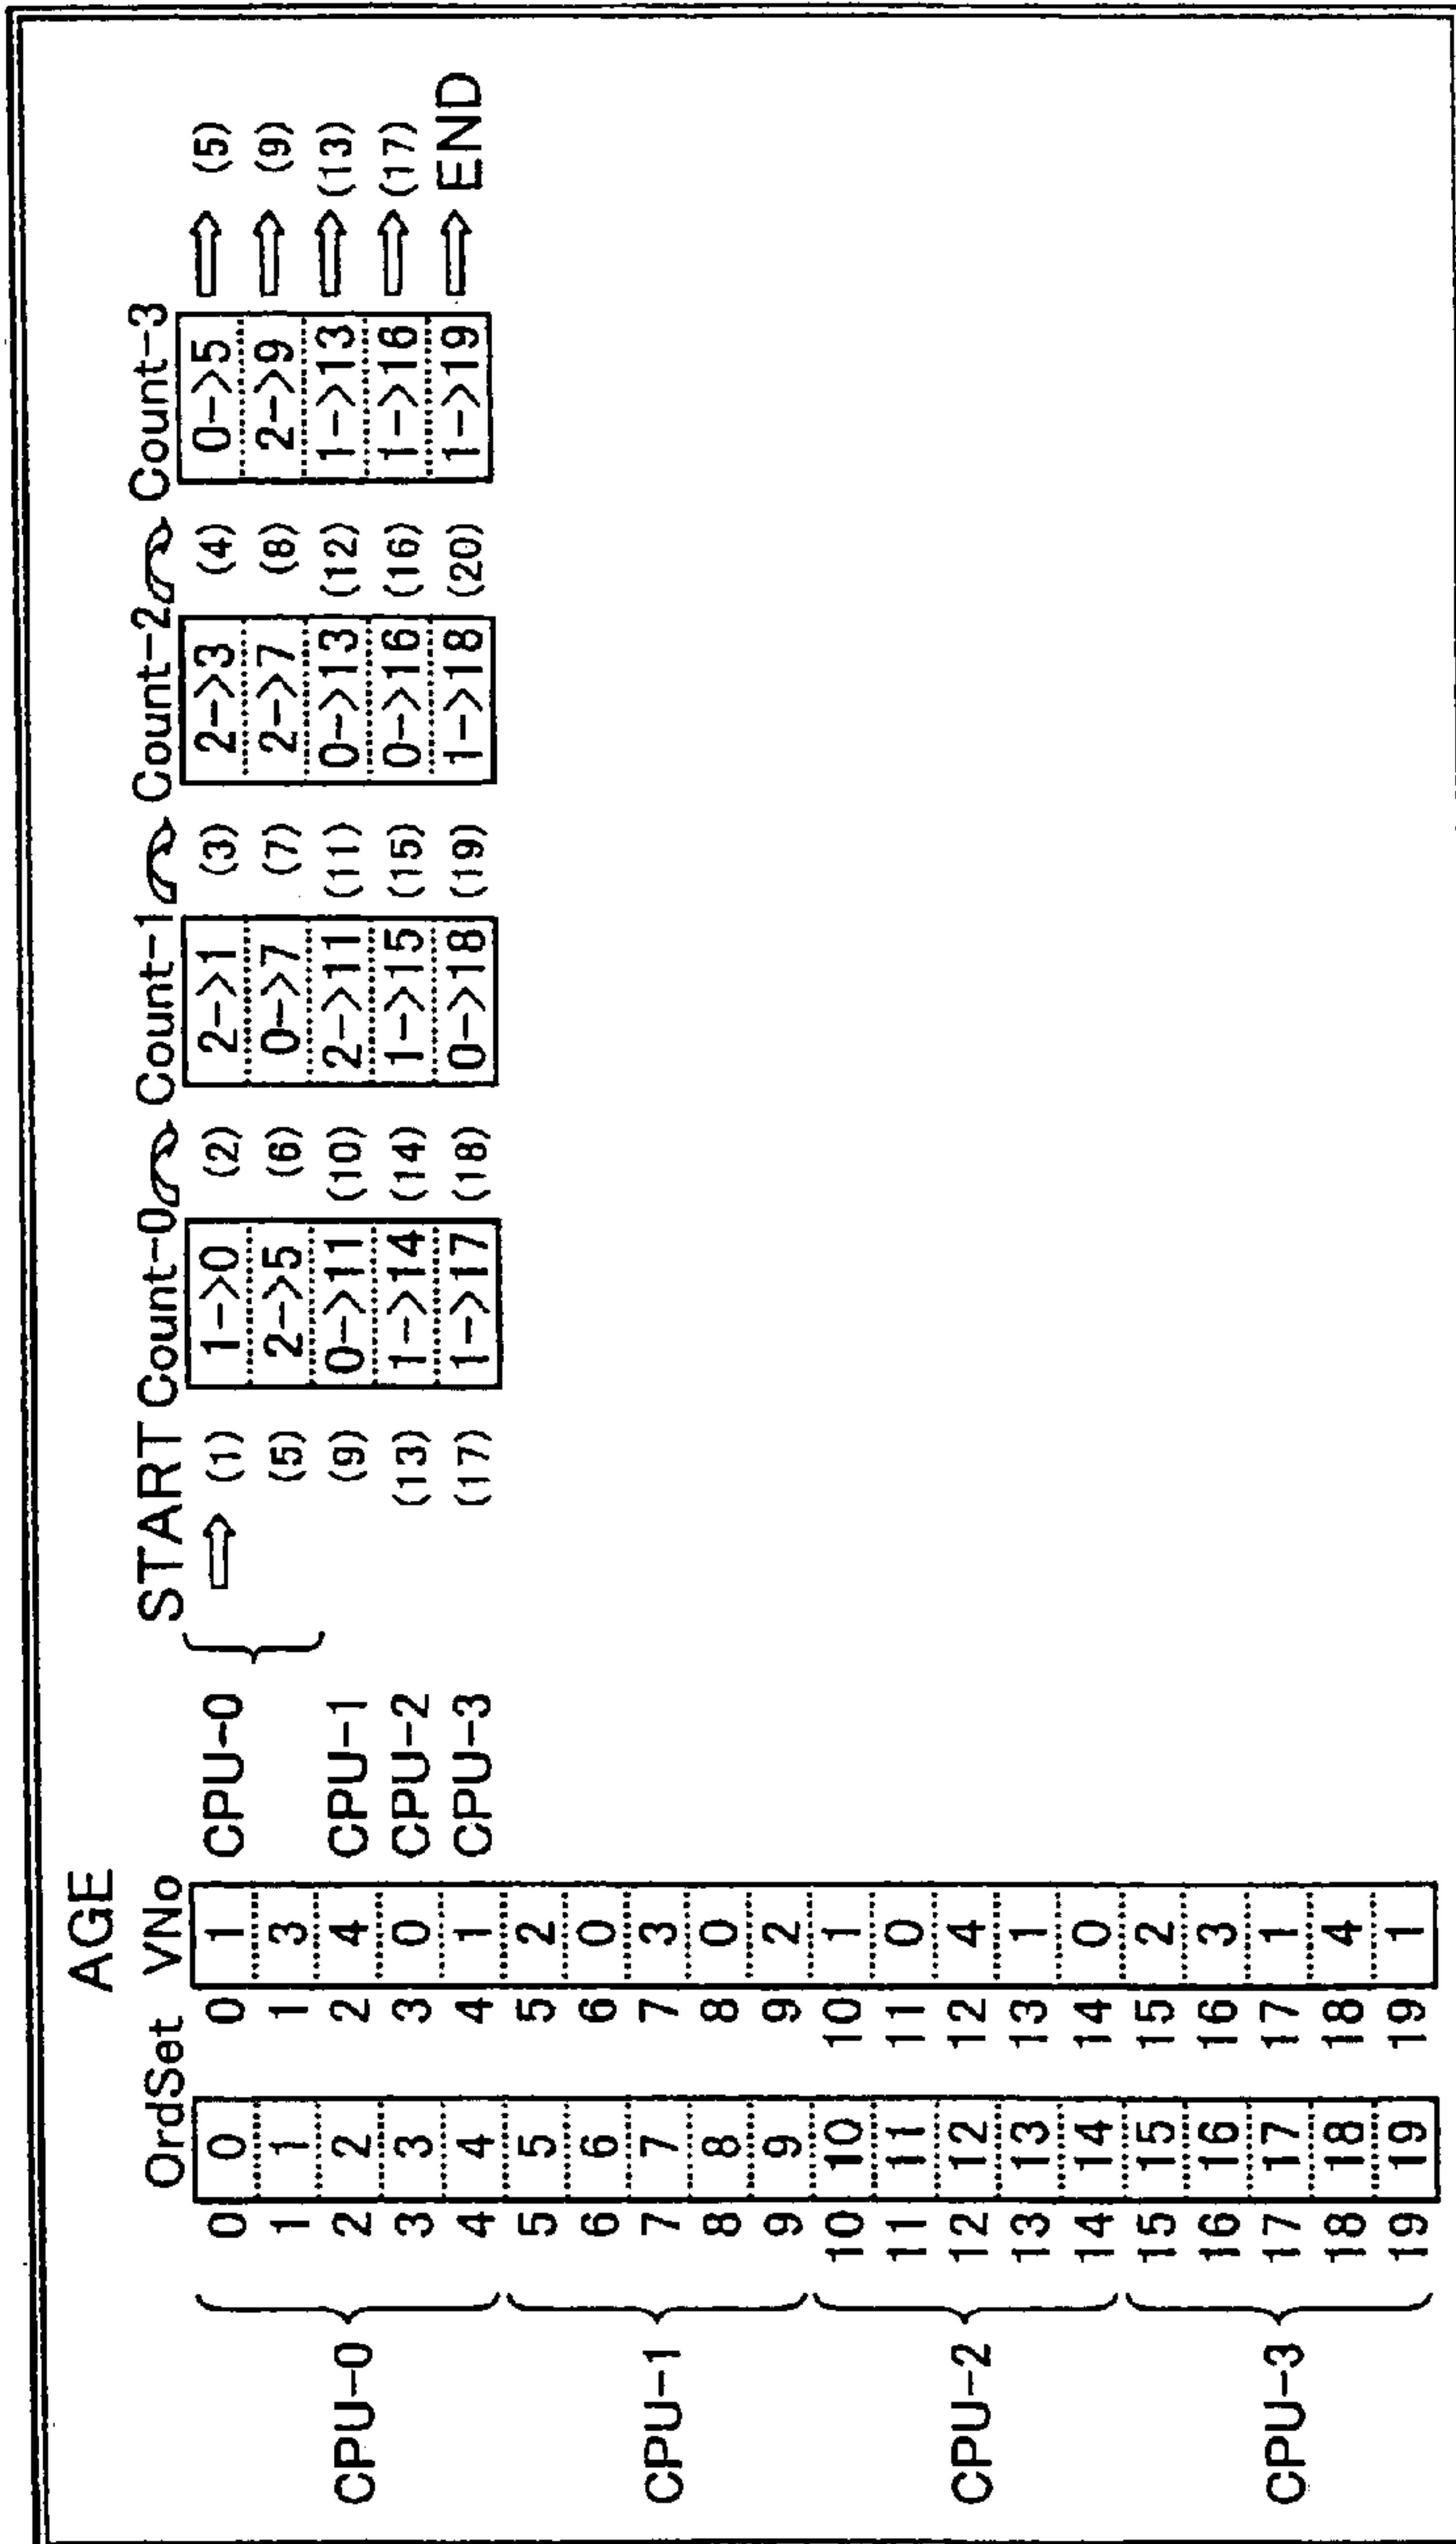 AGE
OrdSet VNo START Count-0 Count-1 Count-2 Count-3
CPU-0 0 0 0 1 CPU-0 (1) 1->0 (2) 2->1 (3) 2->3 (4) 0->5 (5)
1 1 1 3 (5) 2->5 (6) 0->7 (7) 2->7 (8) 2->9 (9)
2 2 2 4 CPU-1 (9) 0->11 (10) 2->11 (11) 0->13 (12) 1->13 (13)
3 3 3 0 CPU-2 (13) 1->14 (14) 1->15 (15) 0->16 (16) 1->16 (17)
4 4 4 1 CPU-3 (17) 1->17 (18) 0->18 (19) 1->18 (20) 1->19 END
CPU-1 5 5 5 2
6 6 6 0
7 7 7 3
8 8 8 0
9 9 9 2
CPU-2 10 10 10 1
11 11 11 0
12 12 12 4
13 13 13 1
14 14 14 0
CPU-3 15 15 15 2
16 16 16 3
17 17 17 1
18 18 18 4
19 19 19 1